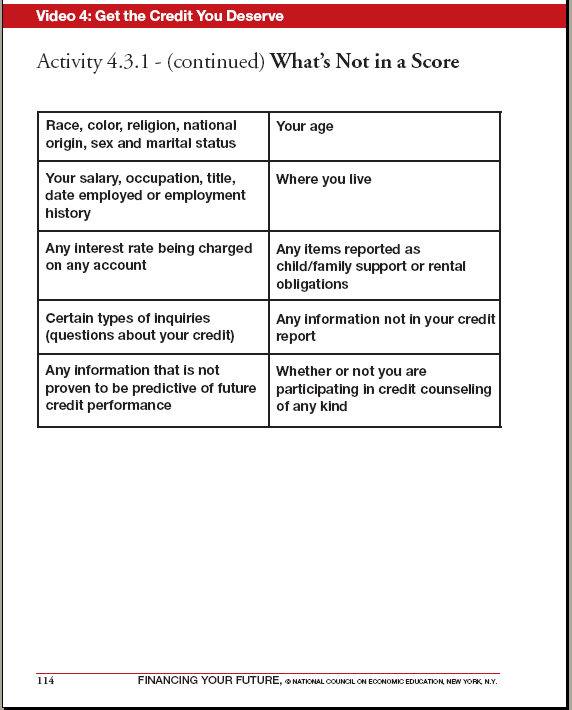 Video 4: Get the Credit You Deserve
Activity 4.3.1 - (continued) What's Not in a Score
Race, color, religion, national
origin, sex and marital status
Your age
Your salary, occupation, title,
date employed or employment
history
Where you live
Any interest rate being charged
on any account
Any items reported as
child/family support or rental
obligations
Certain types of inquiries
(questions about your credit)
Any information not in your credit
report
Any information that is not
proven to be predictive of future
credit performance
Whether or not you are
participating in credit counseling
of any kind
114 FINANCING YOUR FUTURE, © NATIONAL COUNCIL ON ECONOMIC EDUCATION, NEW YORK, N.Y.